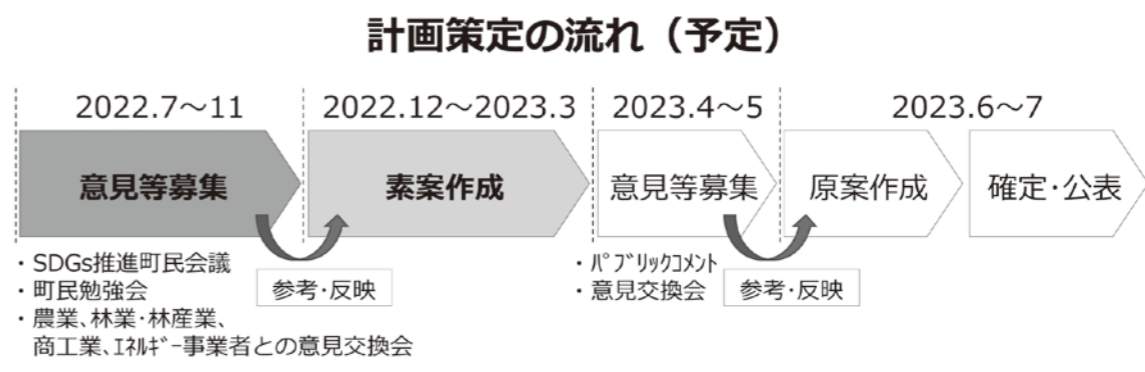 計画策定の流れ（予定）
2022.7～11
2022.12～2023.3
2023.4～5
2023.6～7
意見等募集
素案作成
意見等募集
原案作成
確定･公表
・SDGs推進町民会議
・町民勉強会
・農業、林業･林産業、
商工業、ｴﾈﾙｷﾞｰ事業者との意見交換会
参考･反映
・ﾊﾟﾌﾞﾘｯｸｺﾒﾝﾄ
・意見交換会
参考･反映